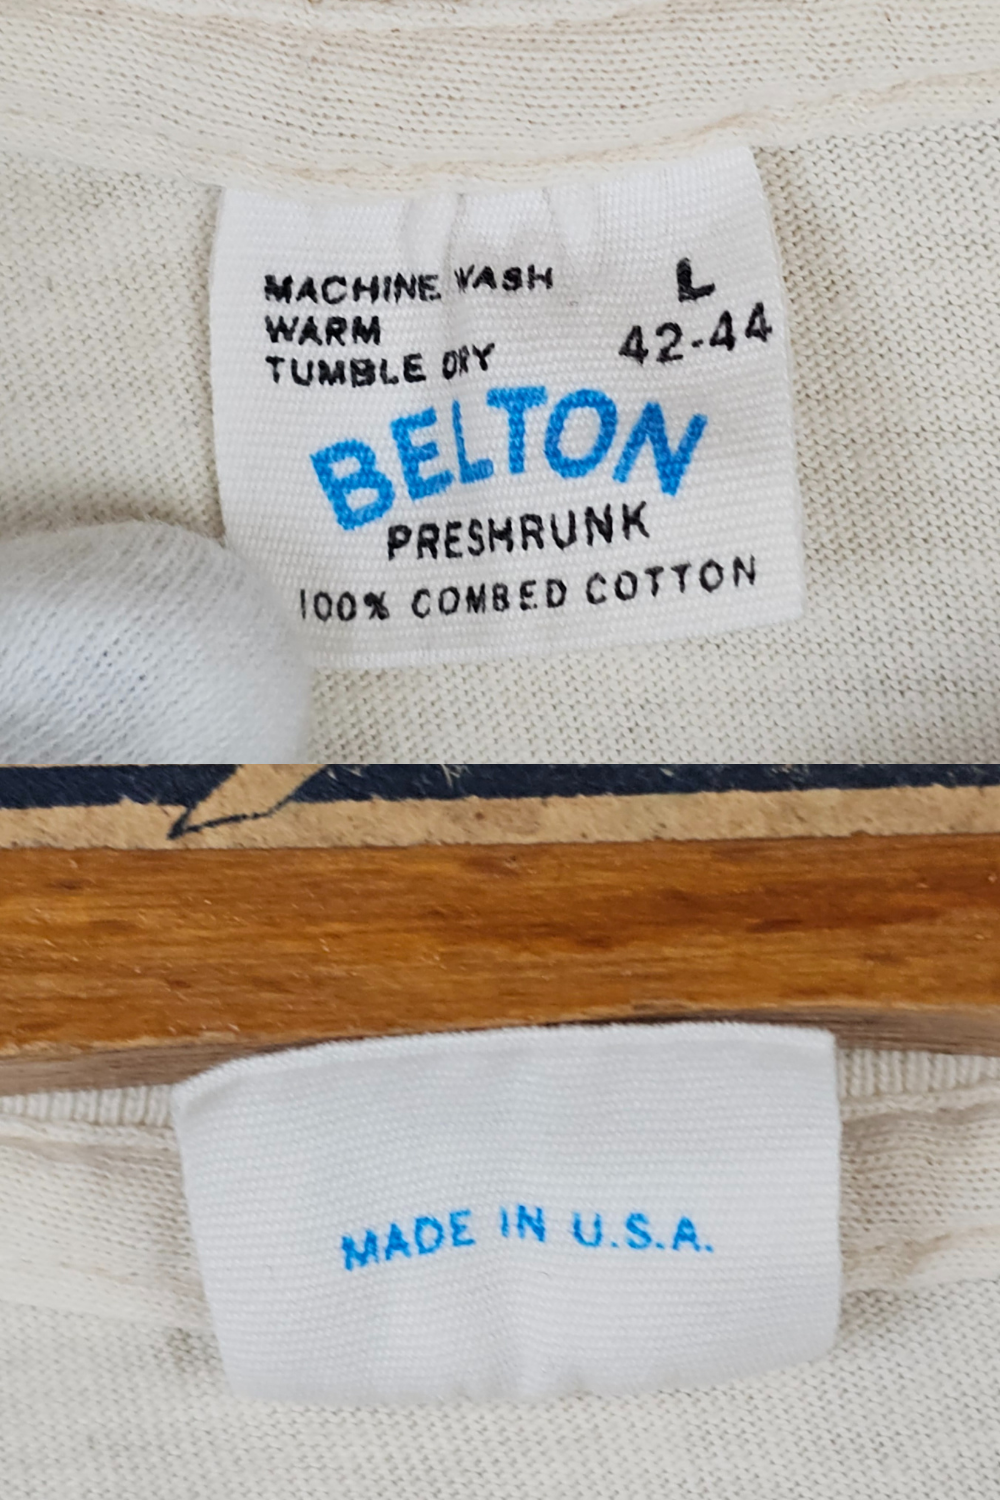 MACHINE WASH
WARM
TUMBLE DRY
L
42-44
BELTON
PRESHRUNK
100% COMBED COTTON
MADE IN U.S.A.